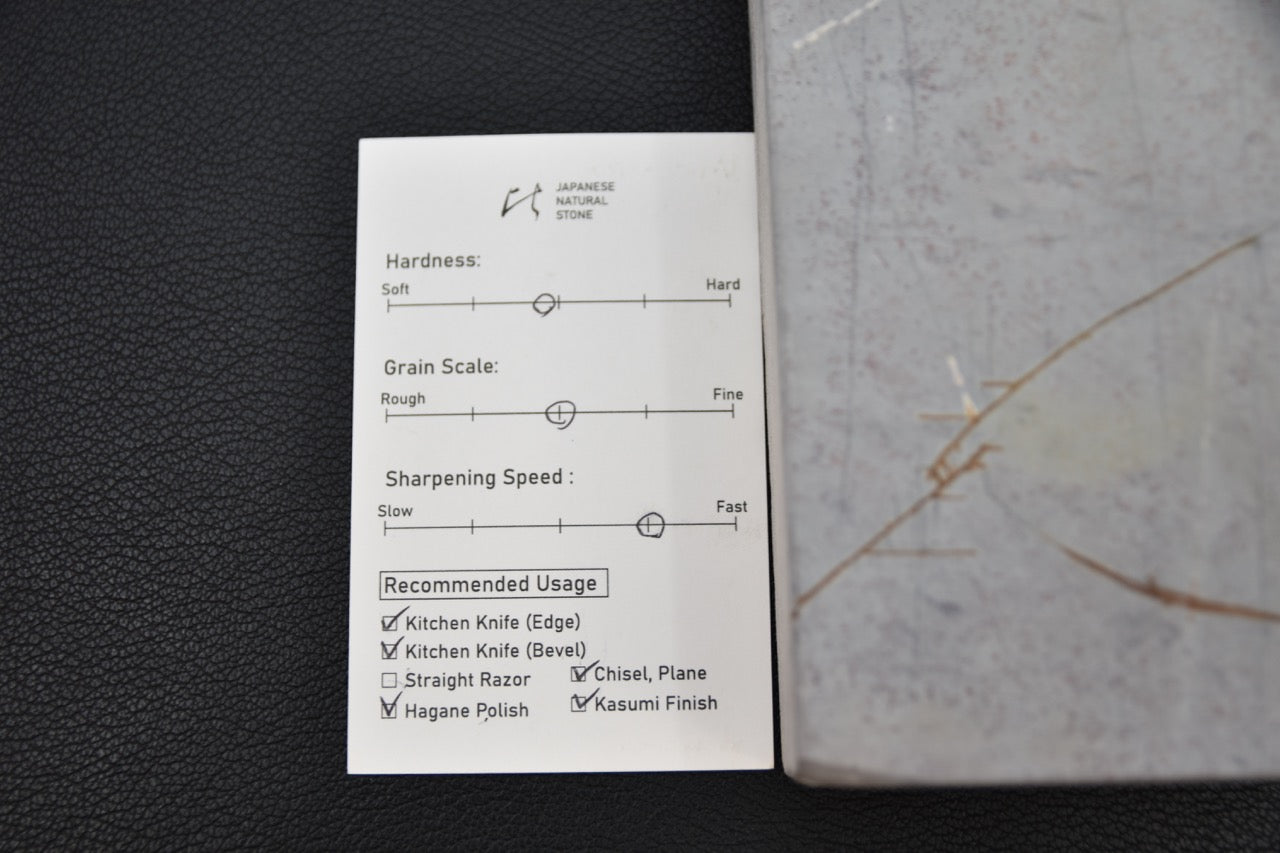 JAPANESE
NATURAL
STONE
Hardness:
Soft Hard
Grain Scale:
Rough Fine
Sharpening Speed :
Slow Fast
Recommended Usage
Kitchen Knife (Edge)
Kitchen Knife (Bevel)
Straight Razor Chisel, Plane
Hagane Polish Kasumi Finish